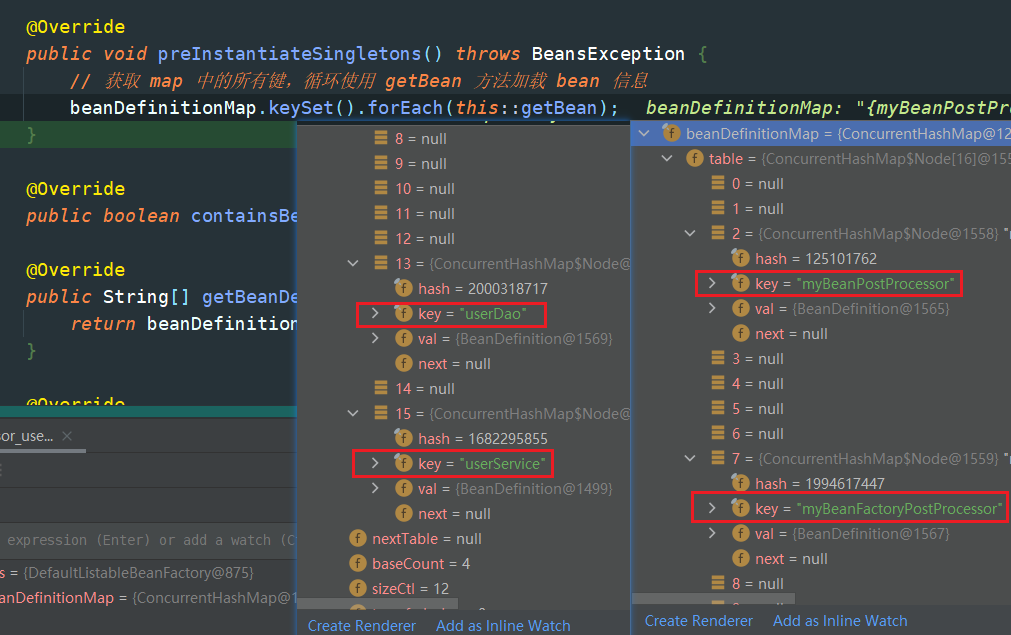 @Override
public void preInstantiateSingletons() throws BeansException {
// 获取 map 中的所有键，循环使用 getBean 方法加载 bean 信息
beanDefinitionMap.keySet().forEach(this::getBean); beanDefinitionMap: "{myBeanPostPr
}
@Override
public boolean containsBe
@Override
public String[] getBeanDe
return beanDefinition
}
@Override
sor_use...
expression (Enter) or add a watch (C
s = {DefaultListableBeanFactory@875}
anDefinitionMap = {ConcurrentHashMap@1
8 = null
9 = null
10 = null
11 = null
12 = null
13 = {ConcurrentHashMap$Node@
hash = 2000318717
key = "userDao"
val = {BeanDefinition@1569}
next = null
14 = null
15 = {ConcurrentHashMap$Node@
hash = 1682295855
key = "userService"
val = {BeanDefinition@1499}
next = null
nextTable = null
baseCount = 4
sizeCtl = 12
Create Renderer Add as Inline Watch
beanDefinitionMap = {ConcurrentHashMap@12
table = {ConcurrentHashMap$Node[16]@155
0 = null
1 = null
2 = {ConcurrentHashMap$Node@1558} "
hash = 125101762
key = "myBeanPostProcessor"
val = {BeanDefinition@1565}
next = null
3 = null
4 = null
5 = null
6 = null
7 = {ConcurrentHashMap$Node@1559} "
hash = 1994617447
key = "myBeanFactoryPostProcessor"
val = {BeanDefinition@1567}
next = null
8 = null
Create Renderer Add as Inline Watch